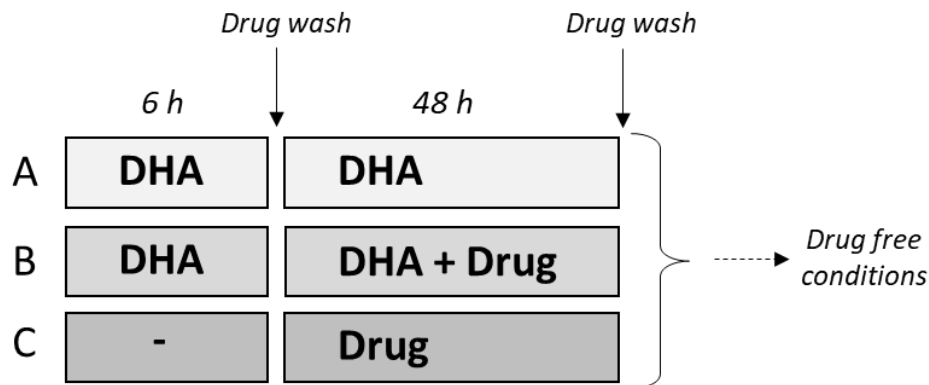 Drug wash Drug wash
6 h 48 h
A DHA DHA
B DHA DHA + Drug
Drug free
conditions
C - Drug